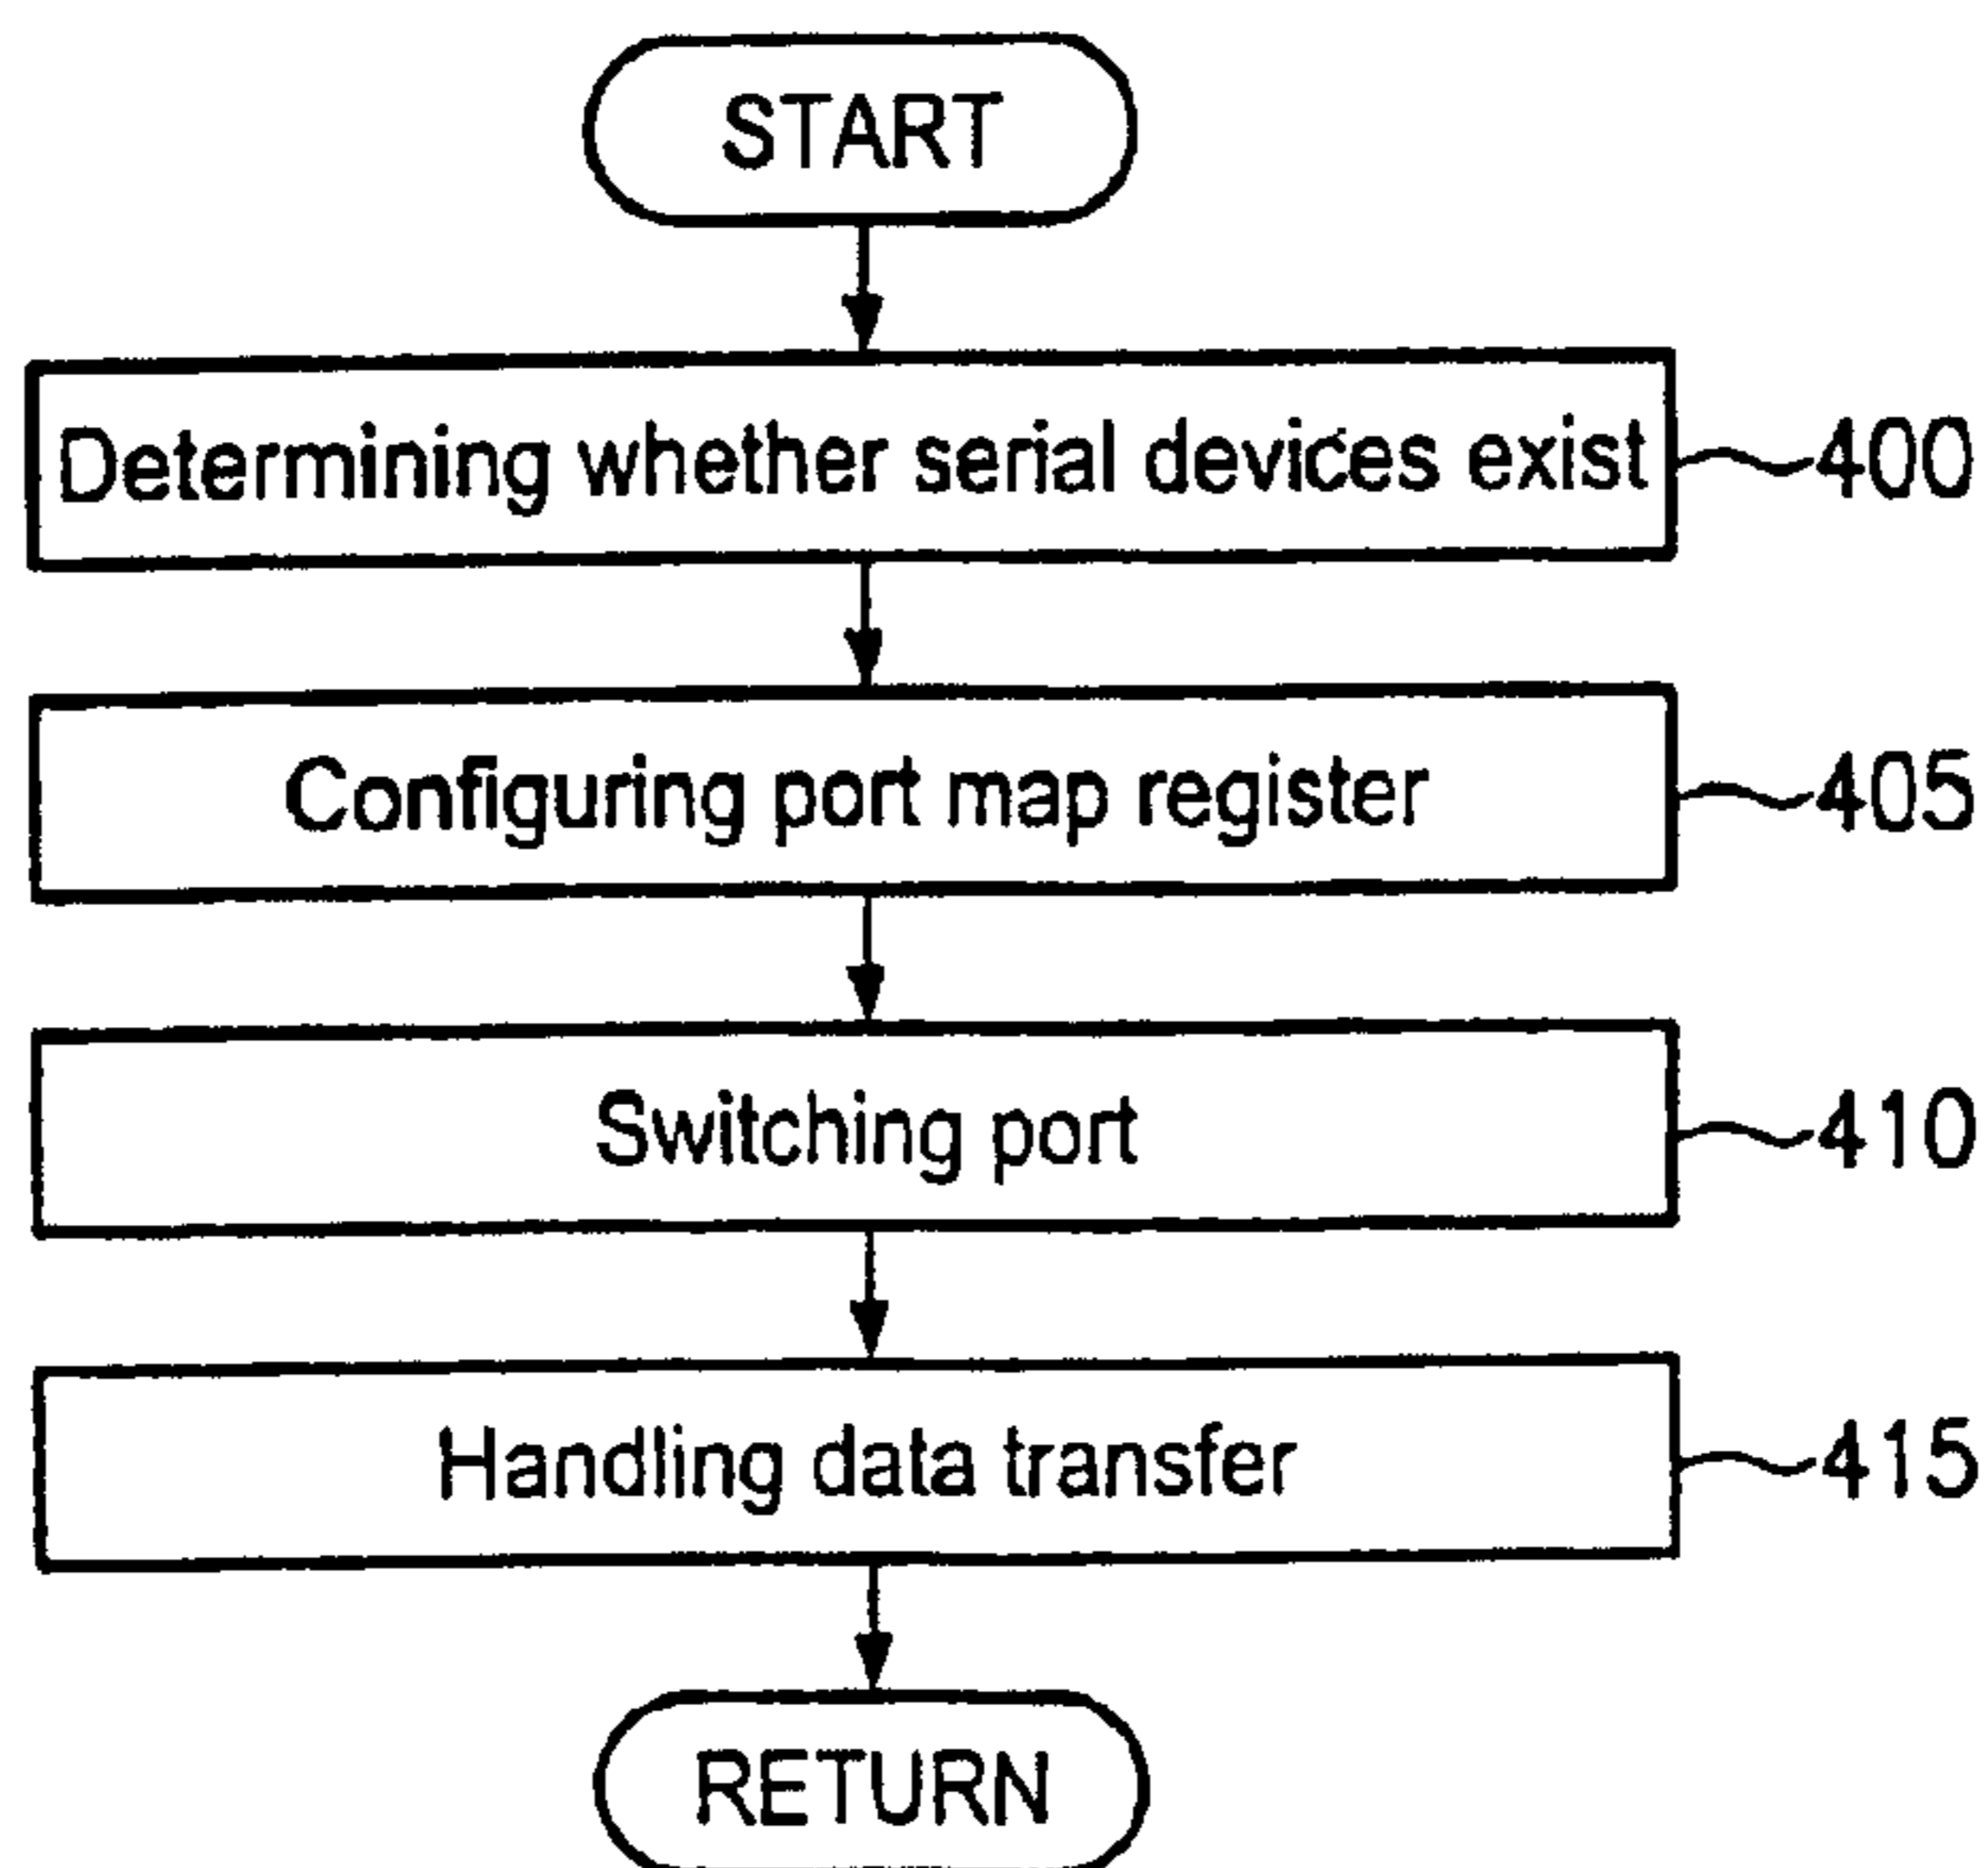 START
Determining whether serial devices exist 400
Configuring port map register 405
Switching port 410
Handling data transfer 415
RETURN